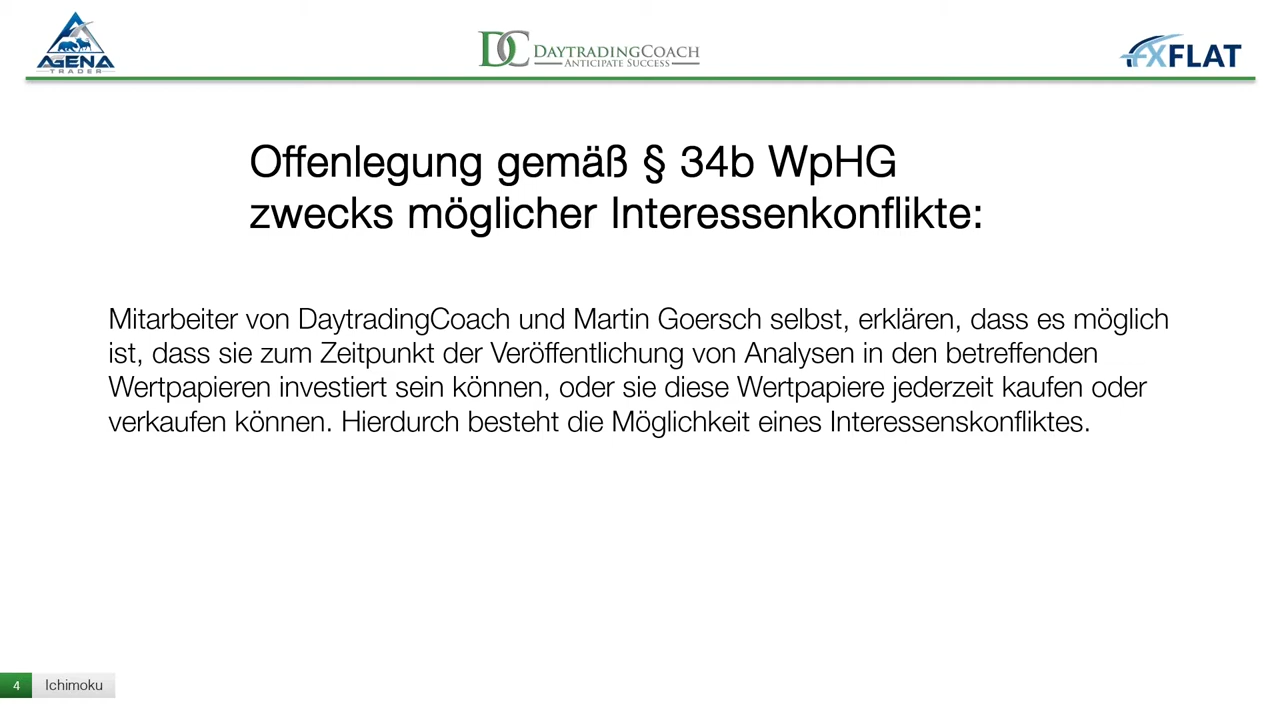 AGENA
TRADER
DC DAYTRADINGCOACH
ANTICIPATE SUCCESS
FXFLAT
Offenlegung gemäß § 34b WpHG
zwecks möglicher Interessenkonflikte:
Mitarbeiter von DaytradingCoach und Martin Goersch selbst, erklären, dass es möglich
ist, dass sie zum Zeitpunkt der Veröffentlichung von Analysen in den betreffenden
Wertpapieren investiert sein können, oder sie diese Wertpapiere jederzeit kaufen oder
verkaufen können. Hierdurch besteht die Möglichkeit eines Interessenskonfliktes.
4 Ichimoku